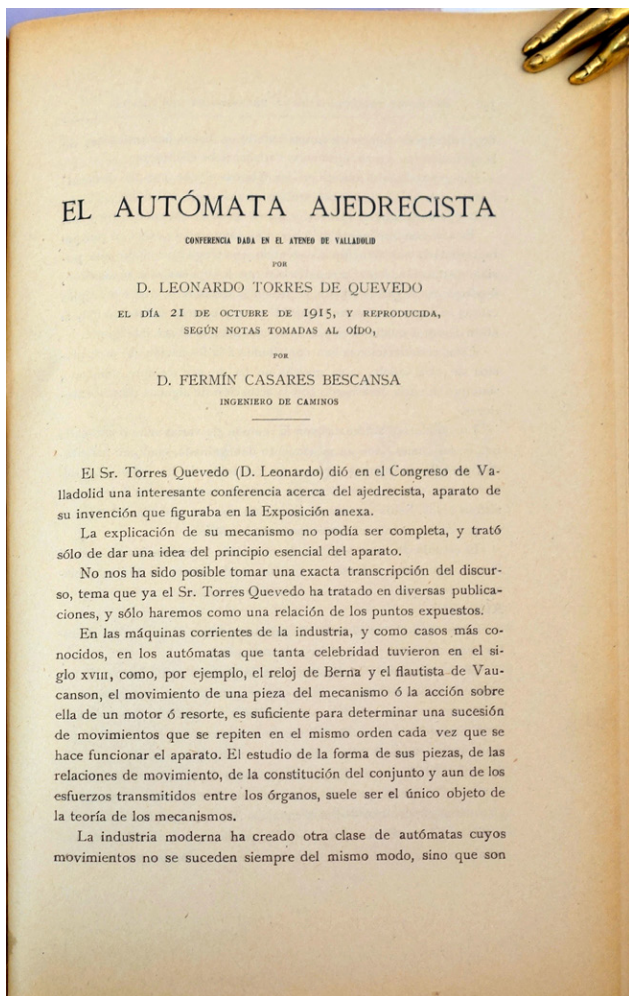 EL AUTÓMATA AJEDRECISTA
CONFERENCIA DADA EN EL ATENEO DE VALLADOLID
POR
D. LEONARDO TORRES DE QUEVEDO
EL DÍA 21 DE OCTUBRE DE 1915, Y REPRODUCIDA,
SEGÚN NOTAS TOMADAS AL OÍDO,
POR
D. FERMÍN CASARES BESCANSA
INGENIERO DE CAMINOS
El Sr. Torres Quevedo (D. Leonardo) dió en el Congreso de Va-
lladolid una interesante conferencia acerca del ajedrecista, aparato de
su invención que figuraba en la Exposición anexa.
La explicación de su mecanismo no podía ser completa, y trató
sólo de dar una idea del principio esencial del aparato.
No nos ha sido posible tomar una exacta transcripción del discur-
so, tema que ya el Sr. Torres Quevedo ha tratado en diversas publica-
ciones, y sólo haremos como una relación de los puntos expuestos.
En las máquinas corrientes de la industria, y como casos más co-
nocidos, en los autómatas que tanta celebridad tuvieron en el si-
glo XVIII, como, por ejemplo, el reloj de Berna y el flautista de Vau-
canson, el movimiento de una pieza del mecanismo ó la acción sobre
ella de un motor ó resorte, es suficiente para determinar una sucesión
de movimientos que se repiten en el mismo orden cada vez que se
hace funcionar el aparato. El estudio de la forma de sus piezas, de las
relaciones de movimiento, de la constitución del conjunto y aun de los
esfuerzos transmitidos entre los órganos, suele ser el único objeto de
la teoría de los mecanismos.
La industria moderna ha creado otra clase de autómatas cuyos
movimientos no se suceden siempre del mismo modo, sino que son